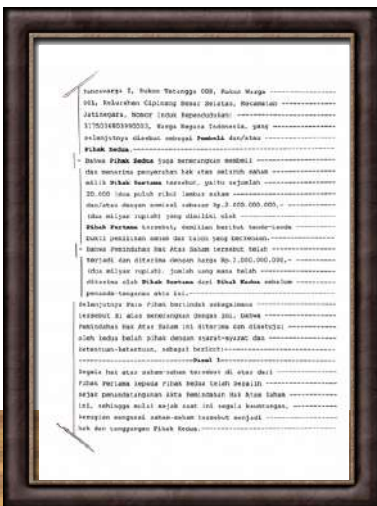 Rukun Tetangga 008, Rukun Warga ---
001, Kelurahan Cipinang Besar Selatan, Kecamatan ---
Jatinegara, Nomor Induk Kependudukan: ---
Warga Negara Indonesia, yang ---
selanjutnya disebut sebagai Pembeli dan/atau ---
Pihak Kedua.---
- Bahwa Pihak Kedua juga menerangkan membeli ---
dan menerima penyerahan hak atas seluruh saham ---
milik Pihak Pertama tersebut, yaitu sejumlah ---
20.000 (dua puluh ribu) lembar saham ---
dan/atau dengan nominal sebesar Rp.2.000.000.000,- ---
(dua milyar rupiah) yang dimiliki oleh ---
Pihak Pertama tersebut, demikian berikut tanda-tanda ---
bukti pemilikan saham dan talon yang berkenaan.---
- Bahwa Pemindahan Hak Atas Saham tersebut telah ---
terjadi dan diterima dengan harga Rp.2.000.000.000,- ---
(dua milyar rupiah). jumlah uang mana telah ---
diterima oleh Pihak Pertama dari Pihak Kedua sebelum ---
penanda-tanganan akta ini.---
Selanjutnya Para Pihak bertindak sebagaimana ---
tersebut di atas menerangkan dengan ini, bahwa ---
Pemindahan Hak Atas Saham ini diterima dan disetujui ---
oleh kedua belah pihak dengan syarat-syarat dan ---
ketentuan-ketentuan, sebagai berikut:---
---Pasal 1---
Segala hak atas saham-saham tersebut di atas dari ---
Pihak Pertama kepada Pihak Kedua telah beralih ---
sejak penandatanganan Akta Pemindahan Hak Atas Saham ---
ini, sehingga mulai sejak saat ini segala keuntungan, ---
kerugian mengenai saham-saham tersebut menjadi ---
hak dan tanggungan Pihak Kedua.---